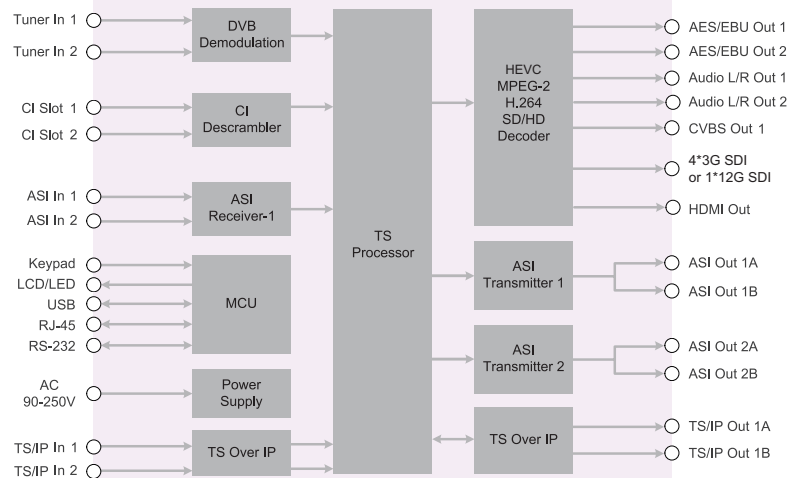 Tuner In 1
Tuner In 2
DVB
Demodulation
CI Slot 1
CI Slot 2
CI
Descrambler
ASI In 1
ASI In 2
ASI
Receiver-1
Keypad
LCD/LED
USB
RJ-45
RS-232
MCU
AC
90-250V
Power
Supply
TS/IP In 1
TS/IP In 2
TS Over IP
TS
Processor
HEVC
MPEG-2
H.264
SD/HD
Decoder
AES/EBU Out 1
AES/EBU Out 2
Audio L/R Out 1
Audio L/R Out 2
CVBS Out 1
4*3G SDI
or 1*12G SDI
HDMI Out
ASI
Transmitter 1
ASI Out 1A
ASI Out 1B
ASI
Transmitter 2
ASI Out 2A
ASI Out 2B
TS Over IP
TS/IP Out 1A
TS/IP Out 1B